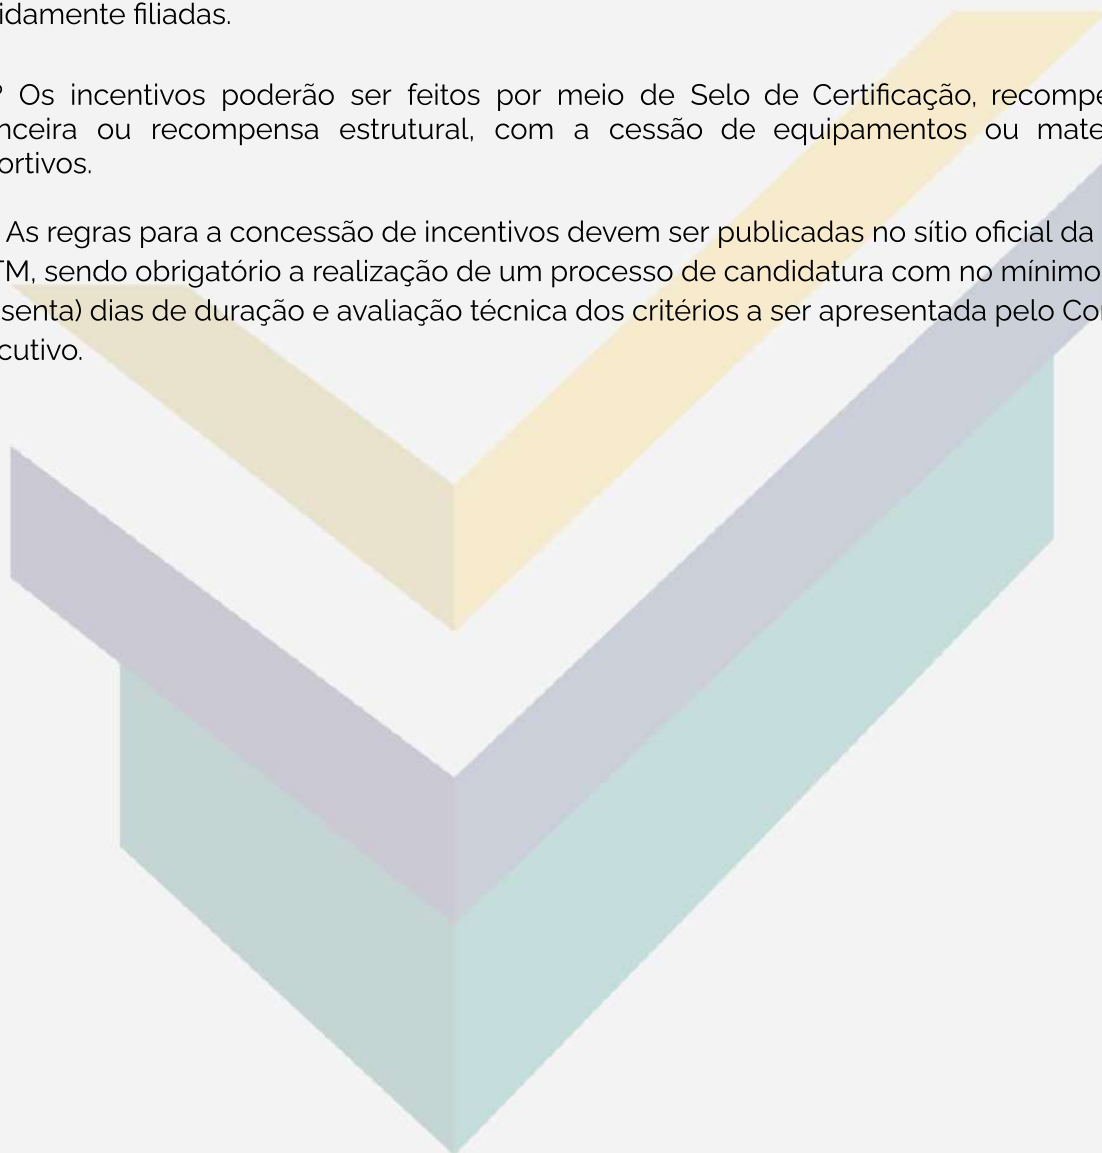 idamente filiadas.
º Os incentivos poderão ser feitos por meio de Selo de Certificação, recompe
nceira ou recompensa estrutural, com a cessão de equipamentos ou mate
ortivos.
As regras para a concessão de incentivos devem ser publicadas no sítio oficial da
TM, sendo obrigatório a realização de um processo de candidatura com no mínimo
senta) dias de duração e avaliação técnica dos critérios a ser apresentada pelo Co
cutivo.